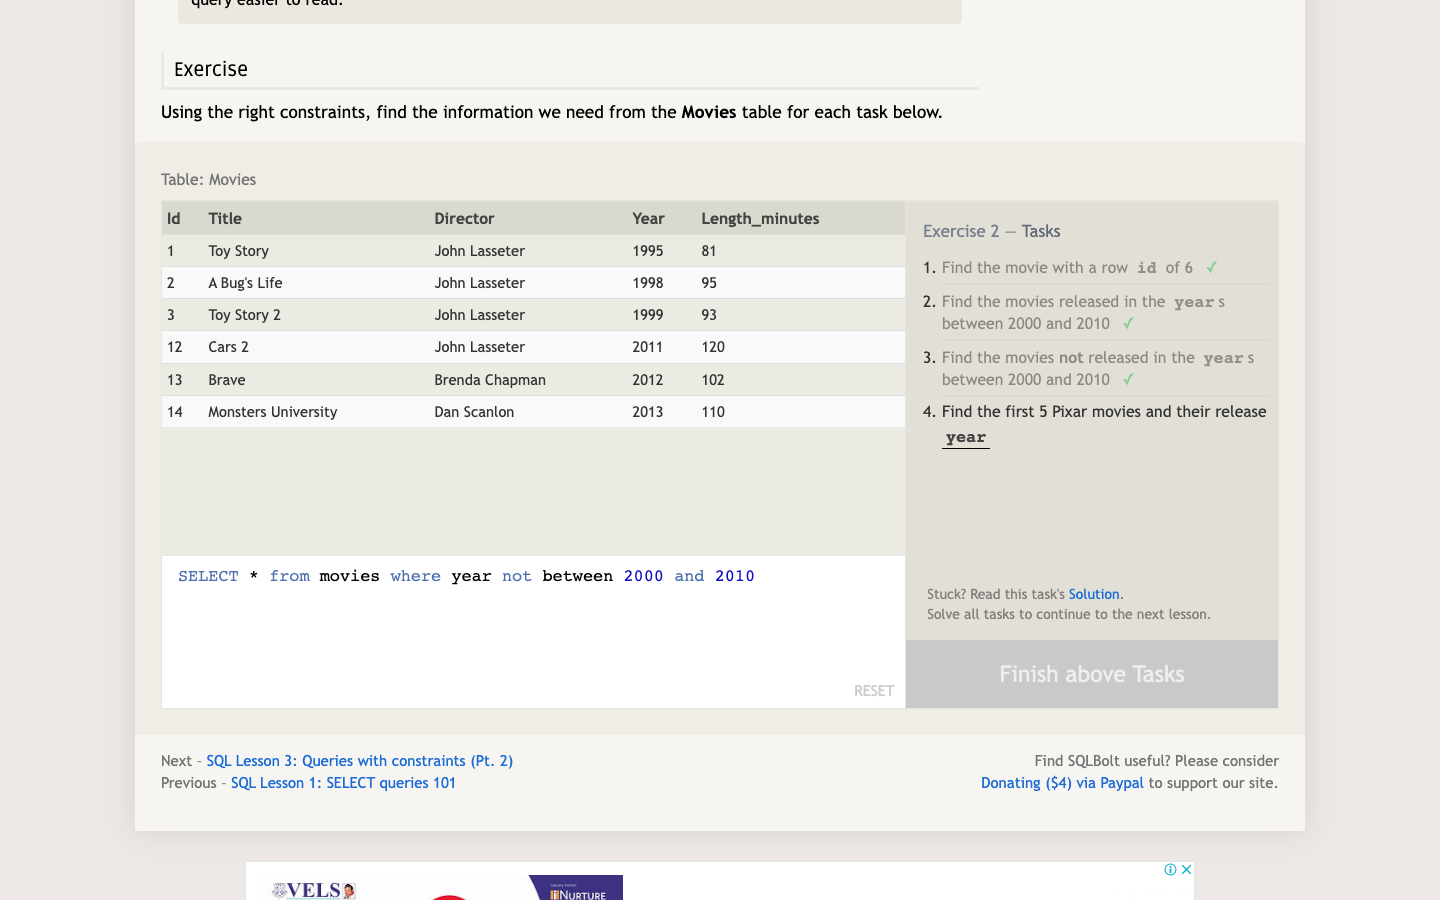 query easier to read.
Exercise
Using the right constraints, find the information we need from the Movies table for each task below.
Table: Movies
Id Title Director Year Length_minutes
1 Toy Story John Lasseter 1995 81
2 A Bug's Life John Lasseter 1998 95
3 Toy Story 2 John Lasseter 1999 93
12 Cars 2 John Lasseter 2011 120
13 Brave Brenda Chapman 2012 102
14 Monsters University Dan Scanlon 2013 110
SELECT * from movies where year not between 2000 and 2010
RESET
Exercise 2 — Tasks
1. Find the movie with a row id of 6 ✓
2. Find the movies released in the year s
between 2000 and 2010 ✓
3. Find the movies not released in the year s
between 2000 and 2010 ✓
4. Find the first 5 Pixar movies and their release
year
Stuck? Read this task's Solution.
Solve all tasks to continue to the next lesson.
Finish above Tasks
Next – SQL Lesson 3: Queries with constraints (Pt. 2)
Previous – SQL Lesson 1: SELECT queries 101
Find SQLBolt useful? Please consider
Donating ($4) via Paypal to support our site.
VELS
Industry Partner
iNURTURE